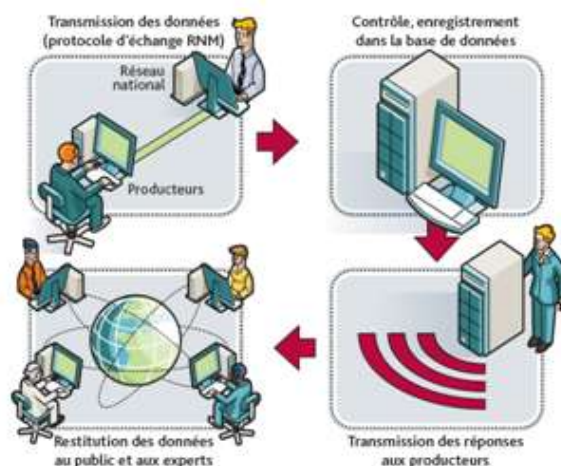 Transmission des données
(protocole d'échange RNM)
Réseau
national
Producteurs
Contrôle, enregistrement
dans la base de données
Transmission des réponses
aux producteurs
Restitution des données
au public et aux experts